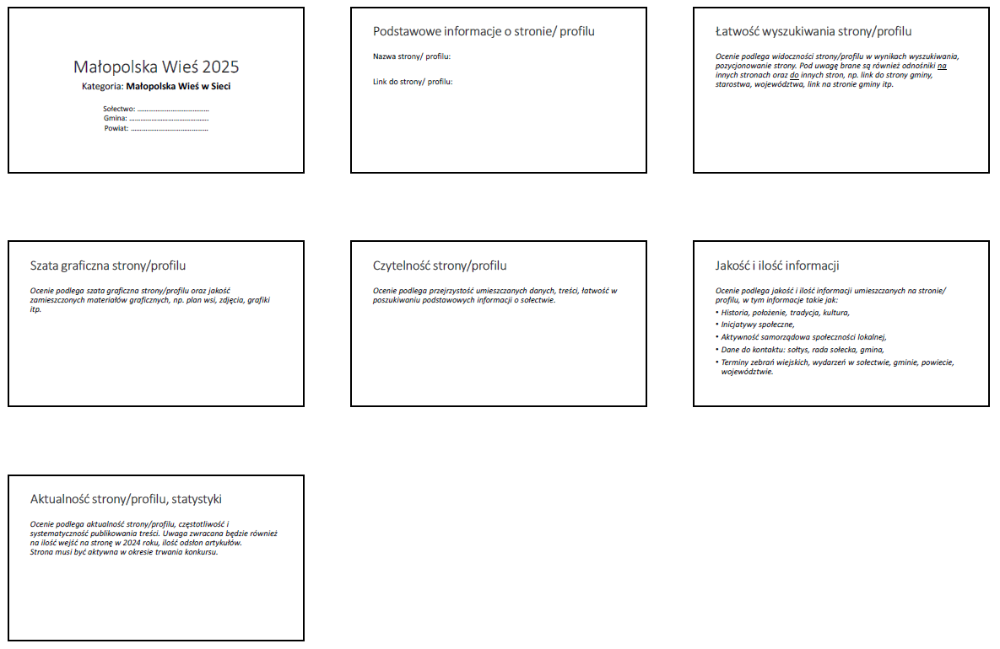 Małopolska Wieś 2025
Kategoria: Małopolska Wieś w Sieci
Sołectwo: ……………………………………
Gmina: ……………………………………
Powiat: ……………………………………
Podstawowe informacje o stronie/ profilu
Nazwa strony/ profilu:
Link do strony/ profilu:
Łatwość wyszukiwania strony/profilu
Ocenie podlega widoczności strony/profilu w wynikach wyszukiwania,
pozycjonowanie strony. Pod uwagę brane są również odnośniki na
innych stronach oraz do innych stron, np. link do strony gminy,
starostwa, województwa, link na stronie gminy itp.
Szata graficzna strony/profilu
Ocenie podlega szata graficzna strony/profilu oraz jakość
zamieszczonych materiałów graficznych, np. plan wsi, zdjęcia, grafiki
itp.
Czytelność strony/profilu
Ocenie podlega przejrzystość umieszczanych danych, treści, łatwość w
poszukiwaniu podstawowych informacji o sołectwie.
Jakość i ilość informacji
Ocenie podlega jakość i ilość informacji umieszczanych na stronie/
profilu, w tym informacje takie jak:
• Historia, położenie, tradycja, kultura,
• Inicjatywy społeczne,
• Aktywność samorządowa społeczności lokalnej,
• Dane do kontaktu: sołtys, rada sołecka, gmina,
• Terminy zebrań wiejskich, wydarzeń w sołectwie, gminie, powiecie,
województwie.
Aktualność strony/profilu, statystyki
Ocenie podlega aktualność strony/profilu, częstotliwość i
systematyczność publikowania treści. Uwaga zwracana będzie również
na ilość wejść na stronę w 2024 roku, ilość odsłon artykułów.
Strona musi być aktywna w okresie trwania konkursu.